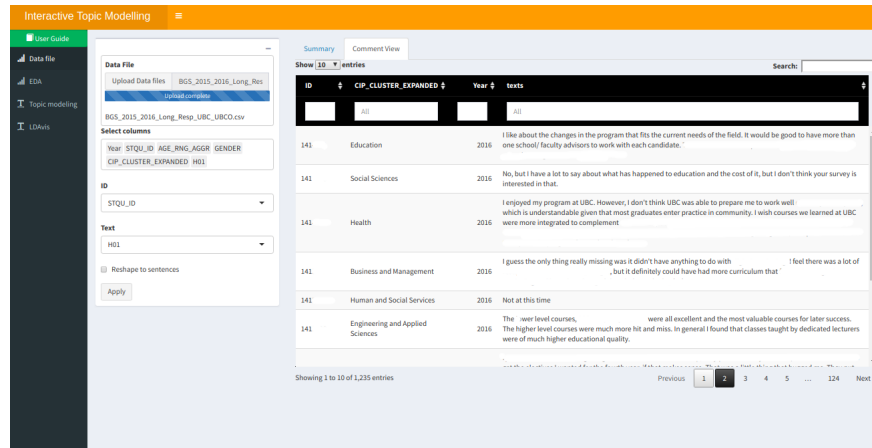 Interactive Topic Modelling
User Guide
Data file
EDA
Topic modeling
LDAvis
Data File
Upload Data files BGS_2015_2016_Long_Res
Upload complete
BGS_2015_2016_Long_Resp_UBC_UBCO.csv
Select columns
Year STQU_ID AGE_RNG_AGGR GENDER
CIP_CLUSTER_EXPANDED H01
ID
STQU_ID
Text
H01
Reshape to sentences
Apply
Summary Comment View
Show 10 entries
Search:
ID CIP_CLUSTER_EXPANDED Year texts
All All
141 Education 2016 I like about the changes in the program that fits the current needs of the field. It would be good to have more than
one school/ faculty advisors to work with each candidate.
141 Social Sciences 2016 No, but I have a lot to say about what has happened to education and the cost of it, but I don't think your survey is
interested in that.
141 Health 2016 I enjoyed my program at UBC. However, I don't think UBC was able to prepare me to work well
which is understandable given that most graduates enter practice in community. I wish courses we learned at UBC
were more integrated to complement
141 Business and Management 2016 I guess the only thing really missing was it didn't have anything to do with I feel there was a lot of
, but it definitely could have had more curriculum that
141 Human and Social Services 2016 Not at this time
141 Engineering and Applied
Sciences 2016 The wer level courses, were all excellent and the most valuable courses for later success.
The higher level courses were much more hit and miss. In general I found that classes taught by dedicated lecturers
were of much higher educational quality.
Showing 1 to 10 of 1,235 entries
Previous 1 2 3 4 5 ... 124 Next